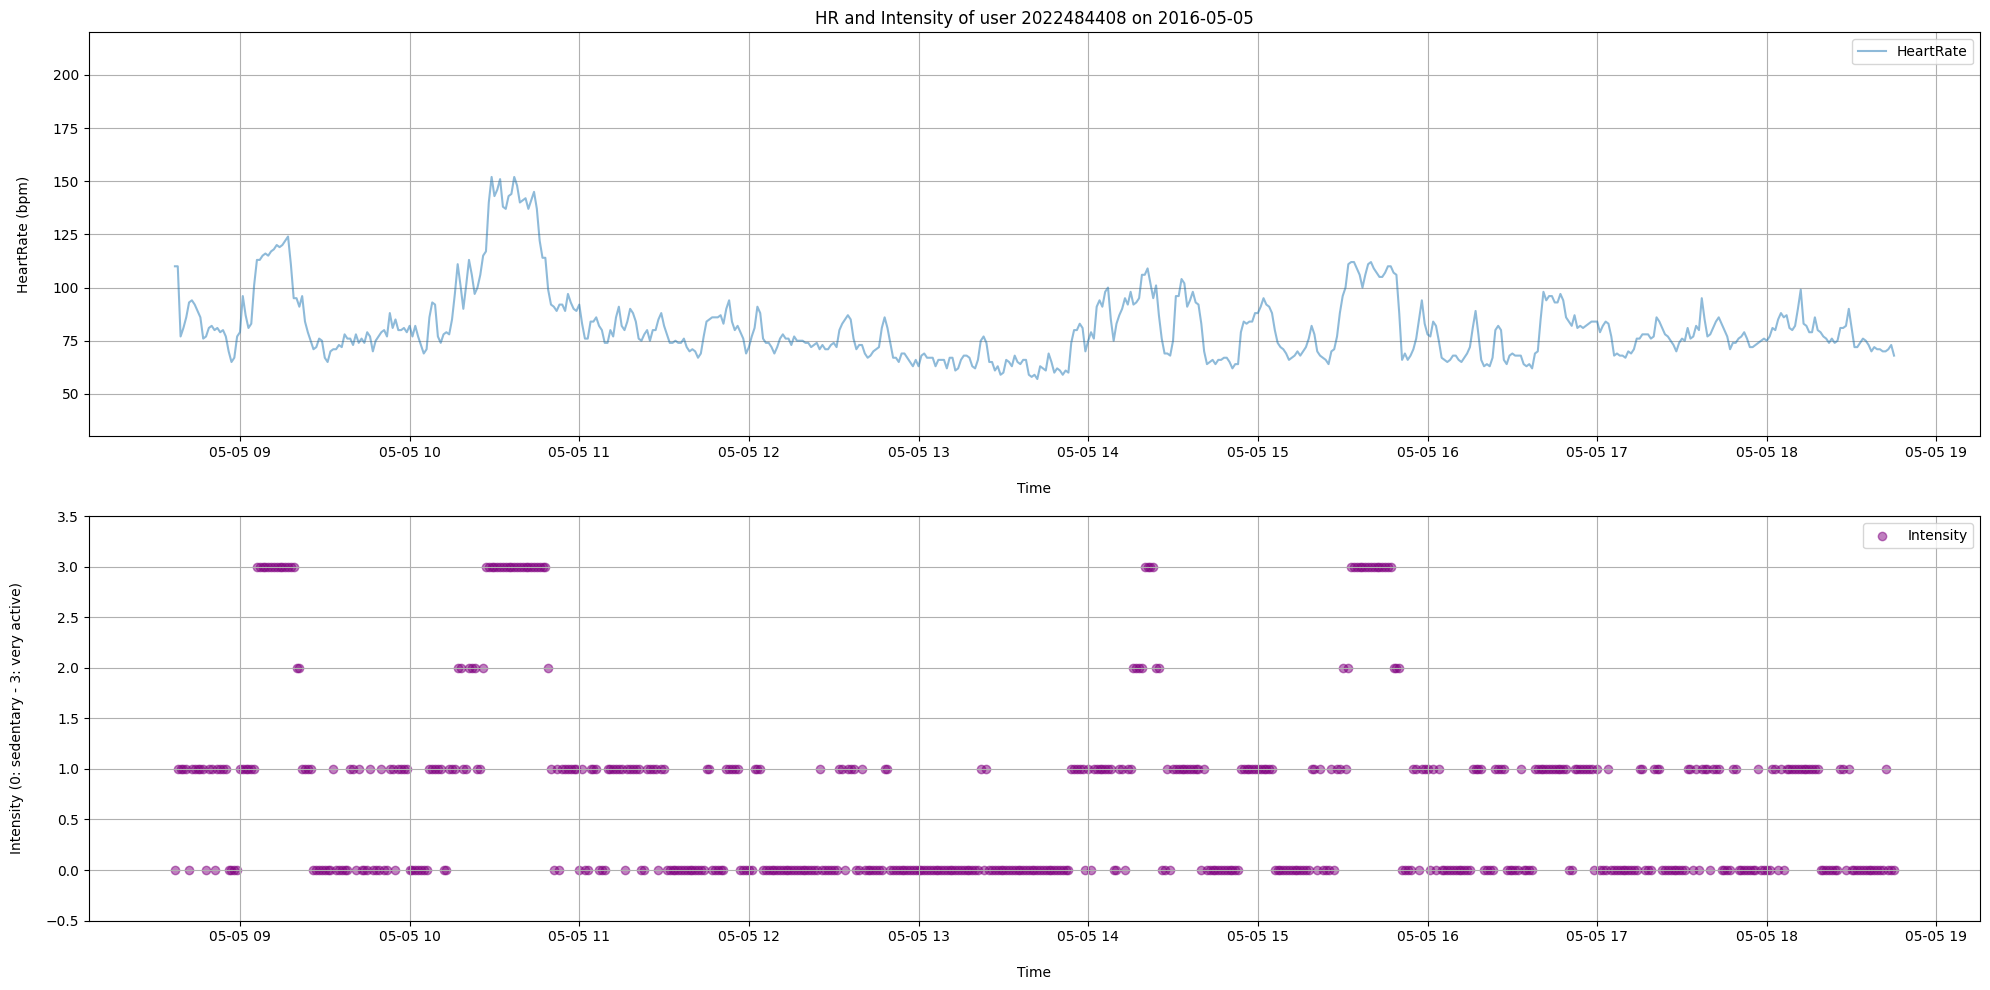 HR and Intensity of user 2022484408 on 2016-05-05
HeartRate
200
175
150
125
100
75
50
HeartRate (bpm)
05-05 09 05-05 10 05-05 11 05-05 12 05-05 13 05-05 14 05-05 15 05-05 16 05-05 17 05-05 18 05-05 19
Time
Intensity
3.5
3.0
2.5
2.0
1.5
1.0
0.5
0.0
−0.5
Intensity (0: sedentary - 3: very active)
05-05 09 05-05 10 05-05 11 05-05 12 05-05 13 05-05 14 05-05 15 05-05 16 05-05 17 05-05 18 05-05 19
Time